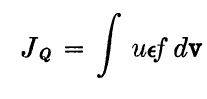 J_Q = ∫ uϵf dv